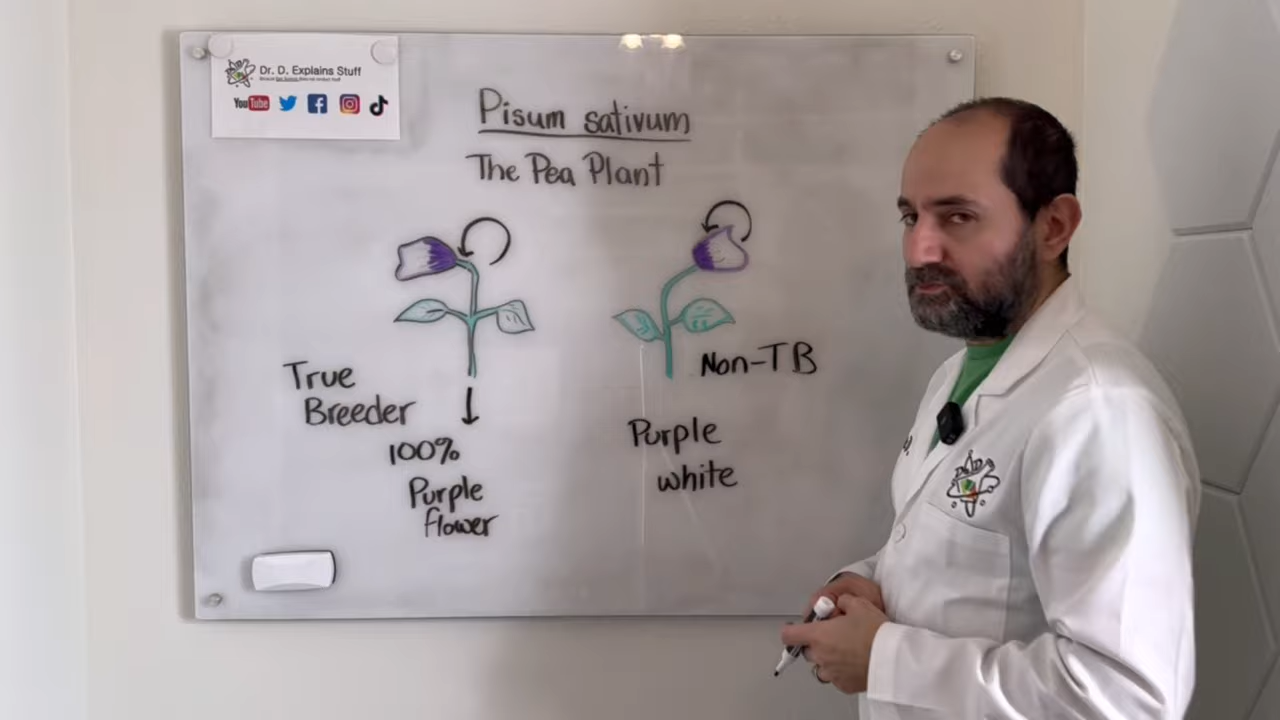 Dr. D. Explains Stuff
YouTube
Pisum sativum
The Pea Plant
True
Breeder
100%
Purple
flower
Non-TB
Purple
white